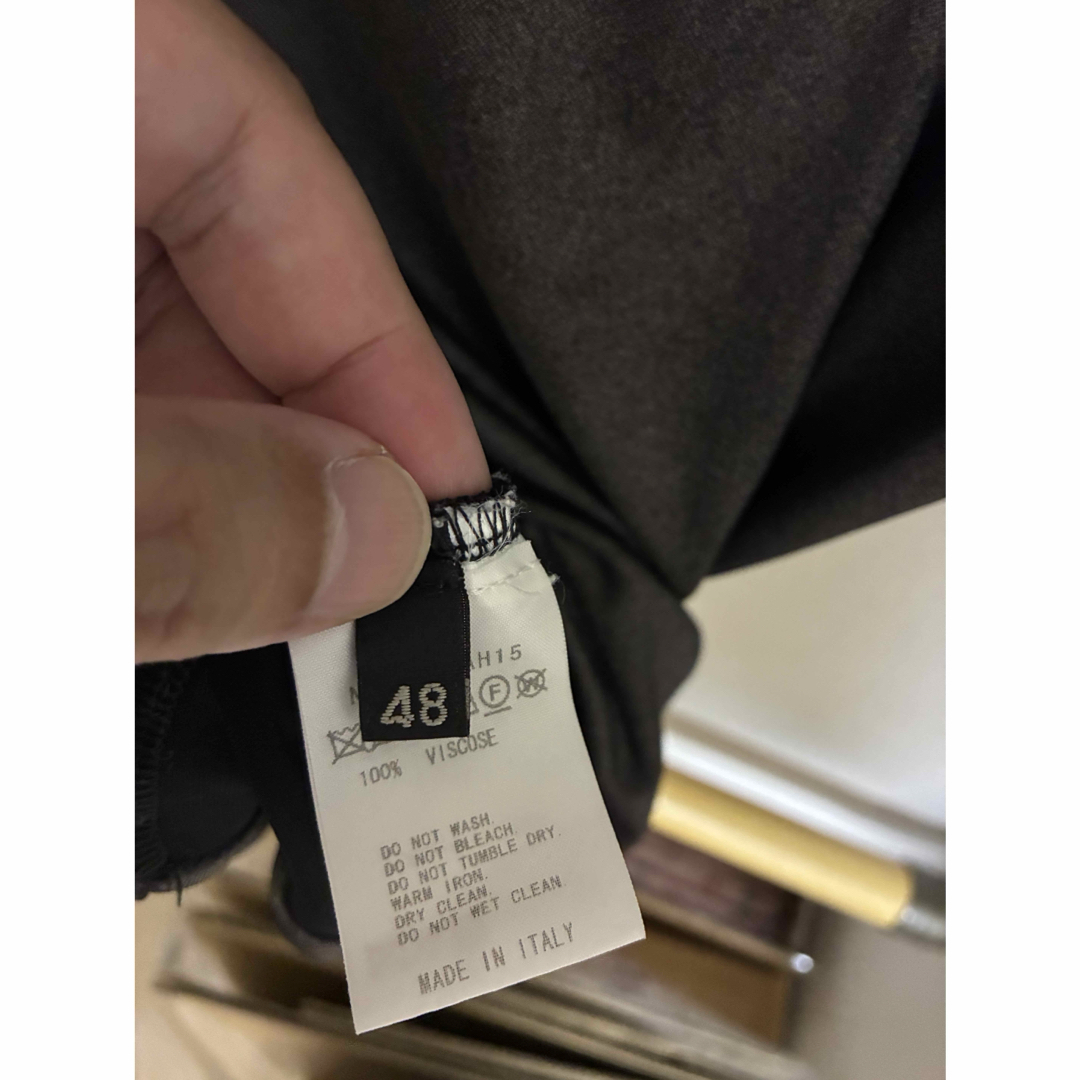 AH15
48
F W
100% VISCOSE
DO NOT WASH.
DO NOT BLEACH.
DO NOT TUMBLE DRY.
WARM IRON.
DRY CLEAN.
DO NOT WET CLEAN.
MADE IN ITALY